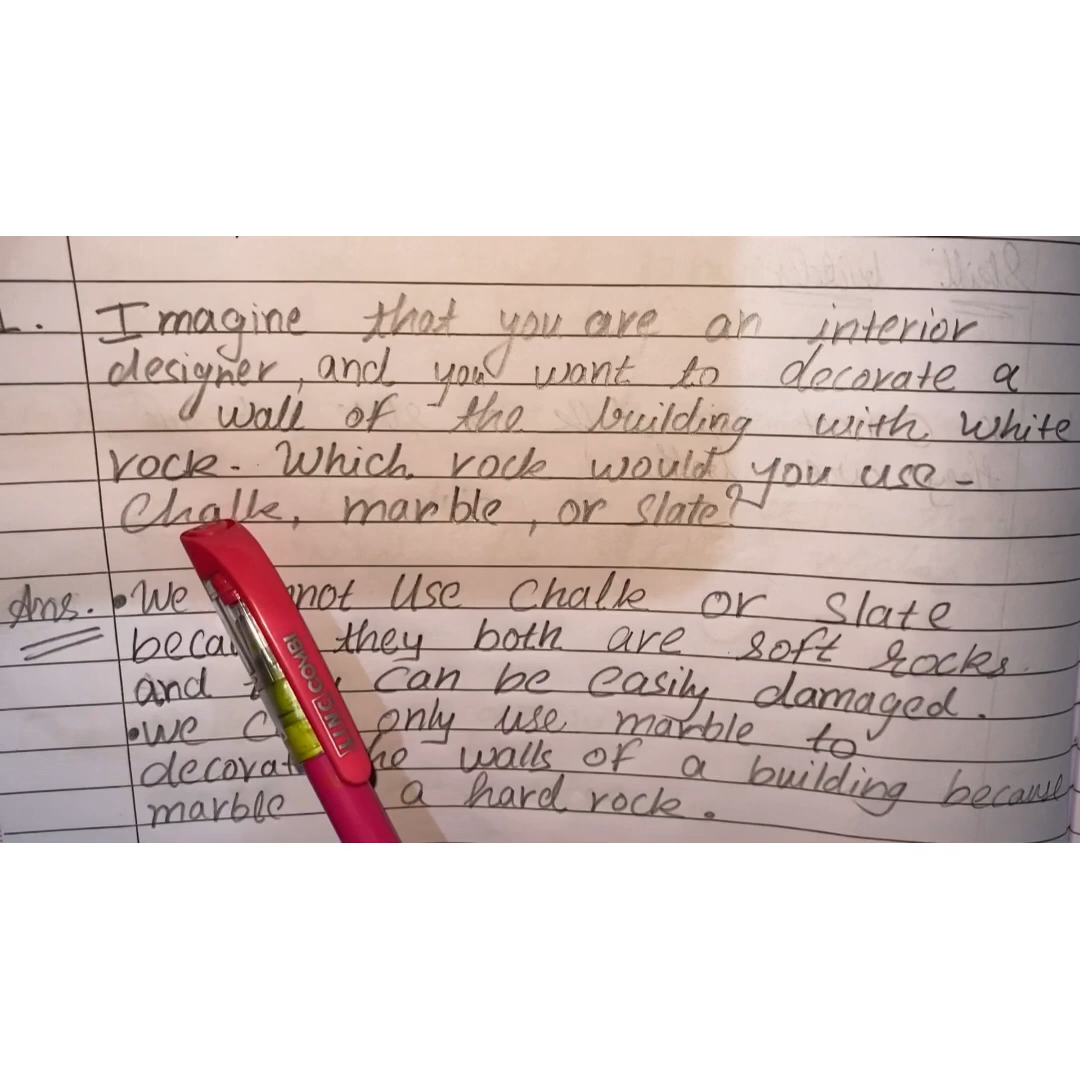 1. Imagine that you are an interior
designer, and you want to decorate a
wall of the building with white
rock. Which rock would you use -
Chalk, marble, or slate?
Ans. • We not Use Chalk or Slate
they both are soft rocks
and can be easily damaged.
• we only use marble to
walls of a building because
marble a hard rock.
LINC COMBI